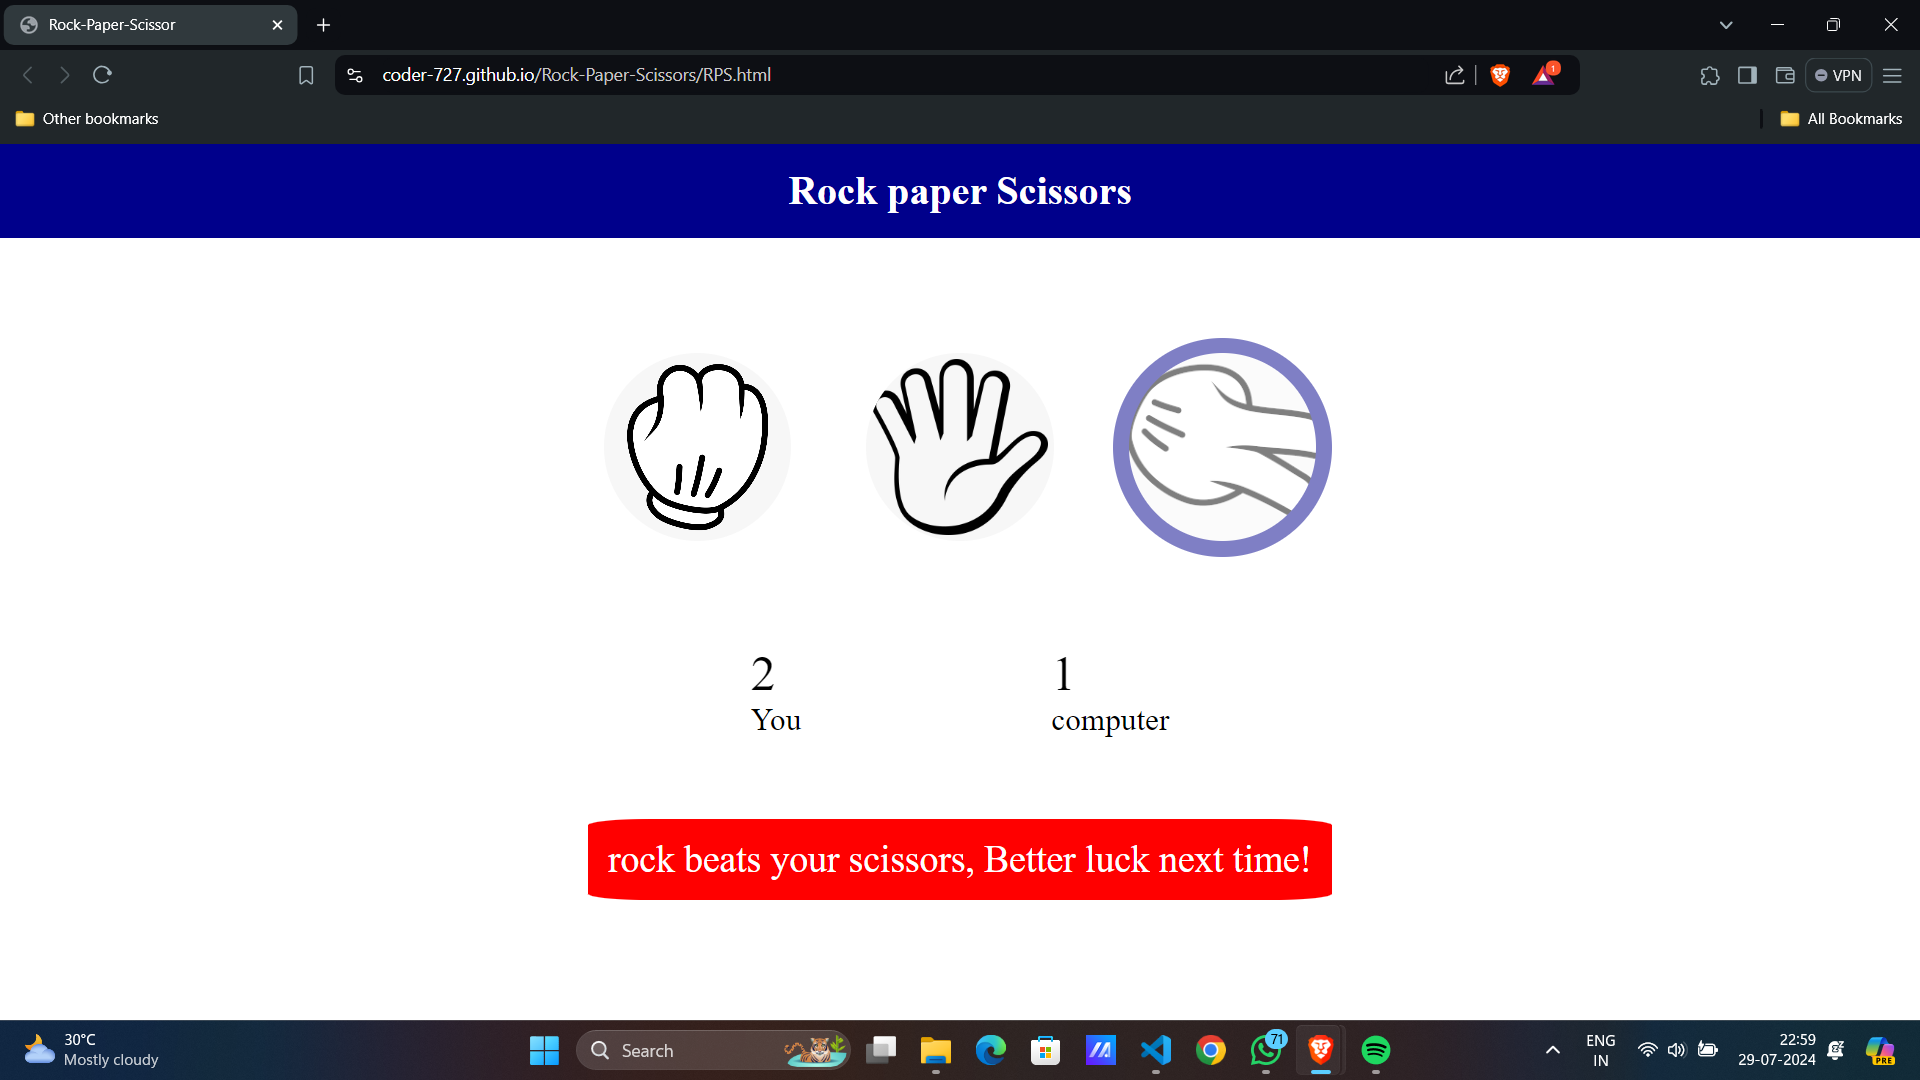 Rock-Paper-Scissor
coder-727.github.io/Rock-Paper-Scissors/RPS.html
1
VPN
Other bookmarks
All Bookmarks
Rock paper Scissors
2
1
You
computer
rock beats your scissors, Better luck next time!
30°C
Mostly cloudy
Search
71
ENG
IN
22:59
29-07-2024
PRE